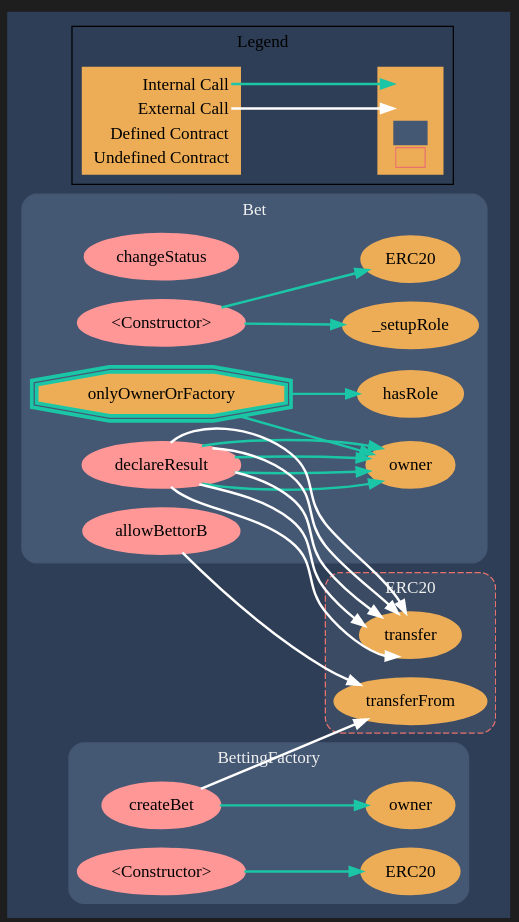 Legend
Internal Call
External Call
Defined Contract
Undefined Contract
Bet
changeStatus
ERC20
<Constructor>
_setupRole
onlyOwnerOrFactory
hasRole
declareResult
owner
allowBettorB
ERC20
transfer
transferFrom
BettingFactory
createBet
owner
<Constructor>
ERC20